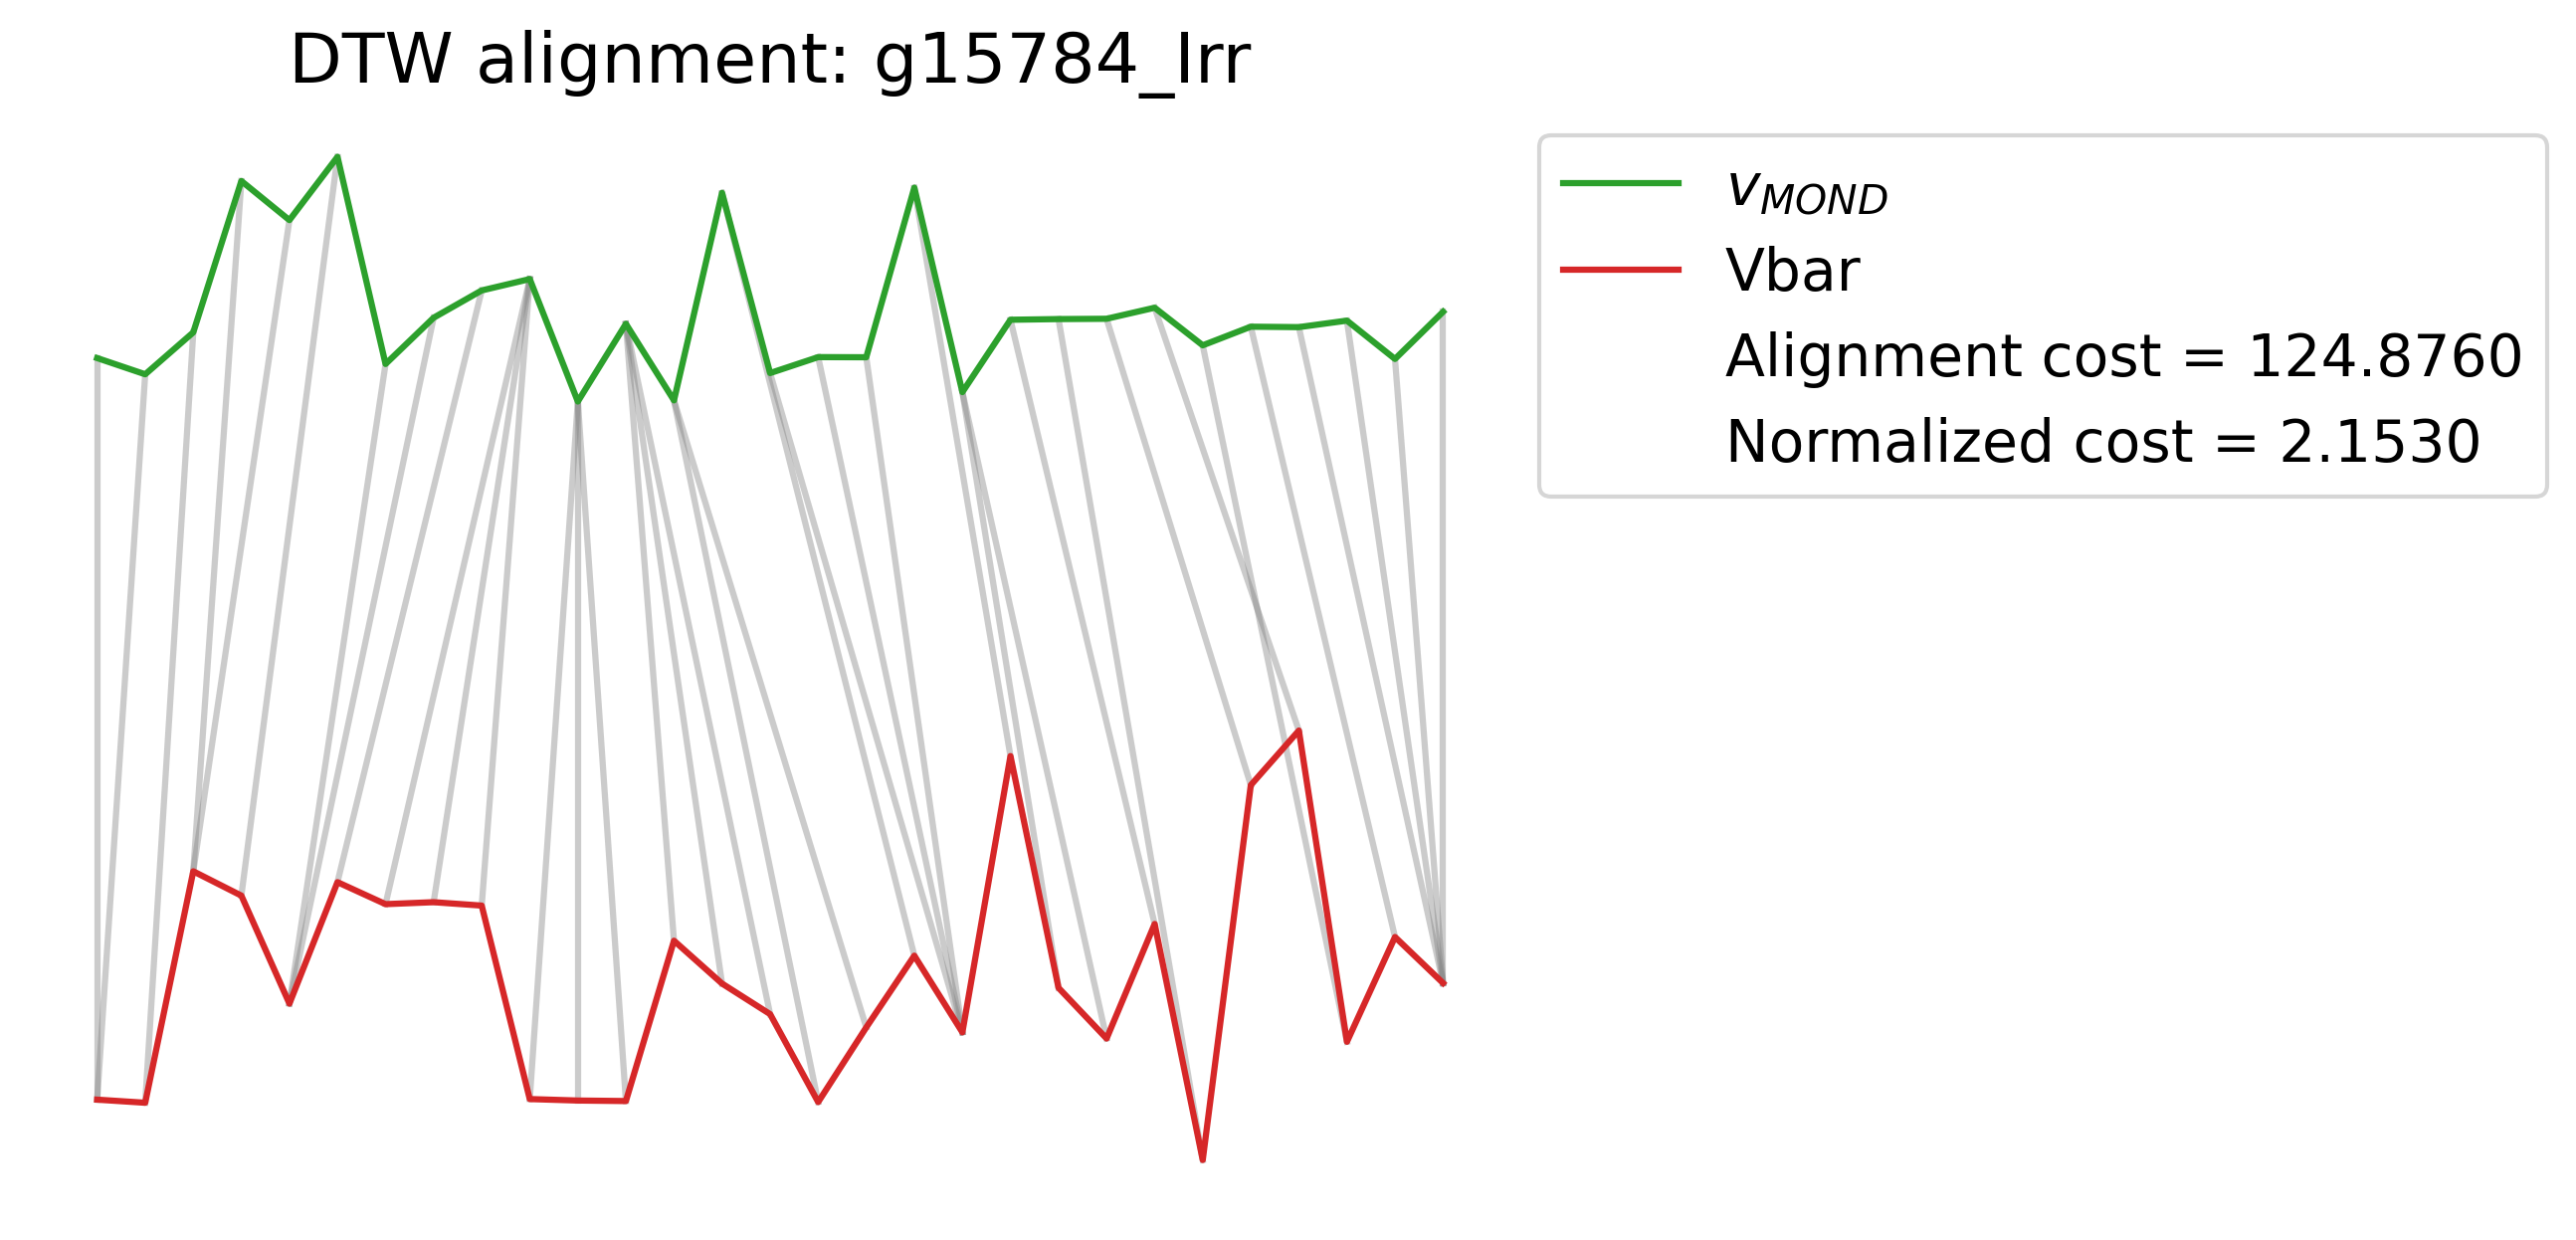 DTW alignment: g15784_Irr
v_MOND
Vbar
Alignment cost = 124.8760
Normalized cost = 2.1530